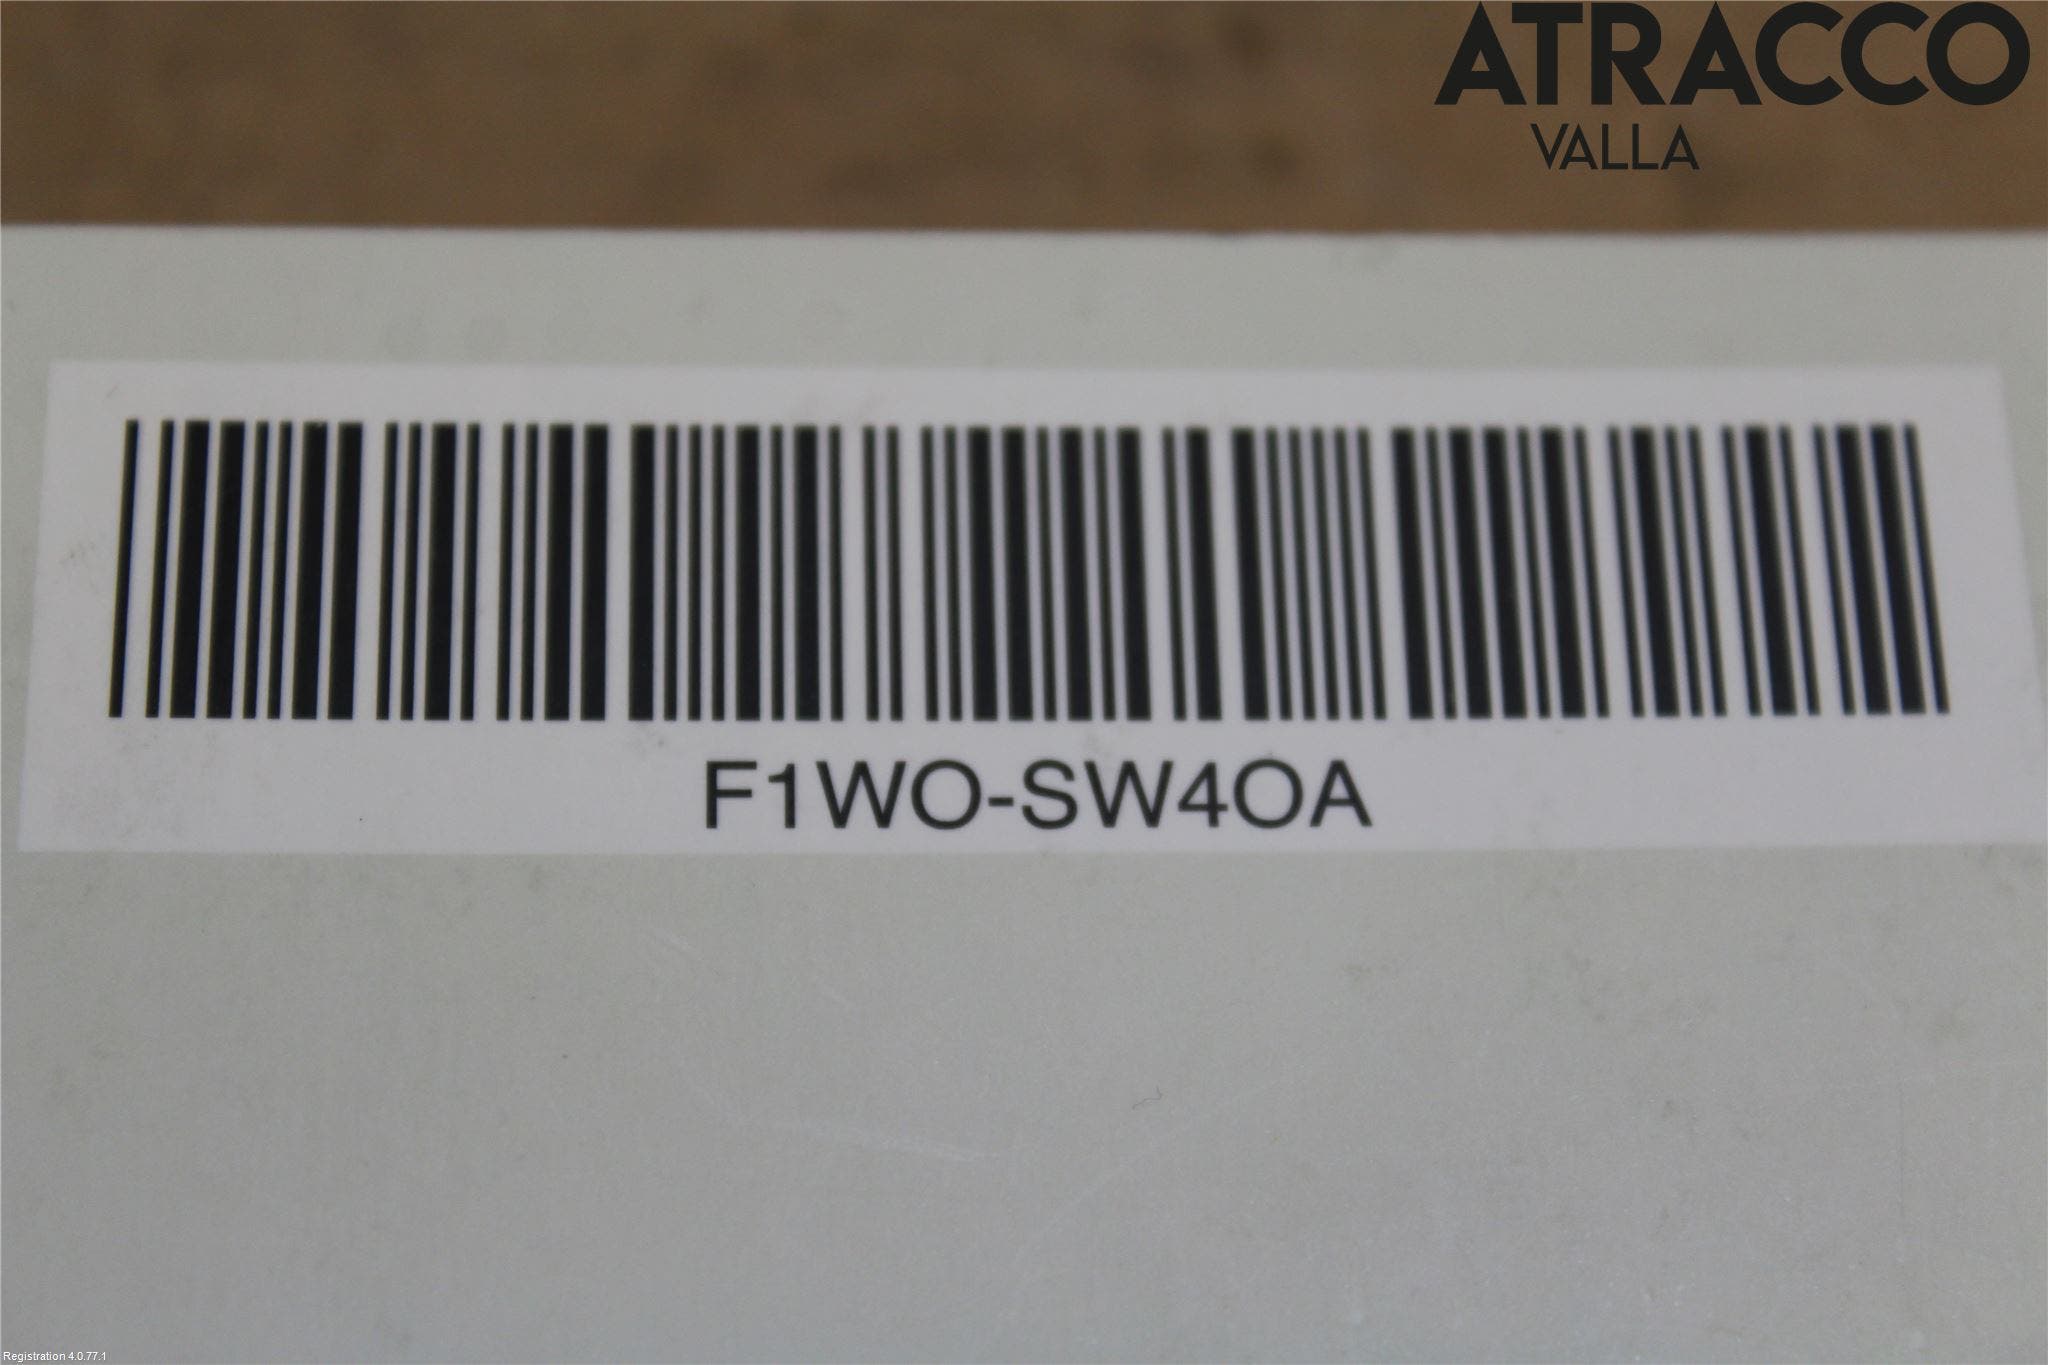 ATRACCO
VALLA
F1WO-SW4OA
Registration 4.0.77.1